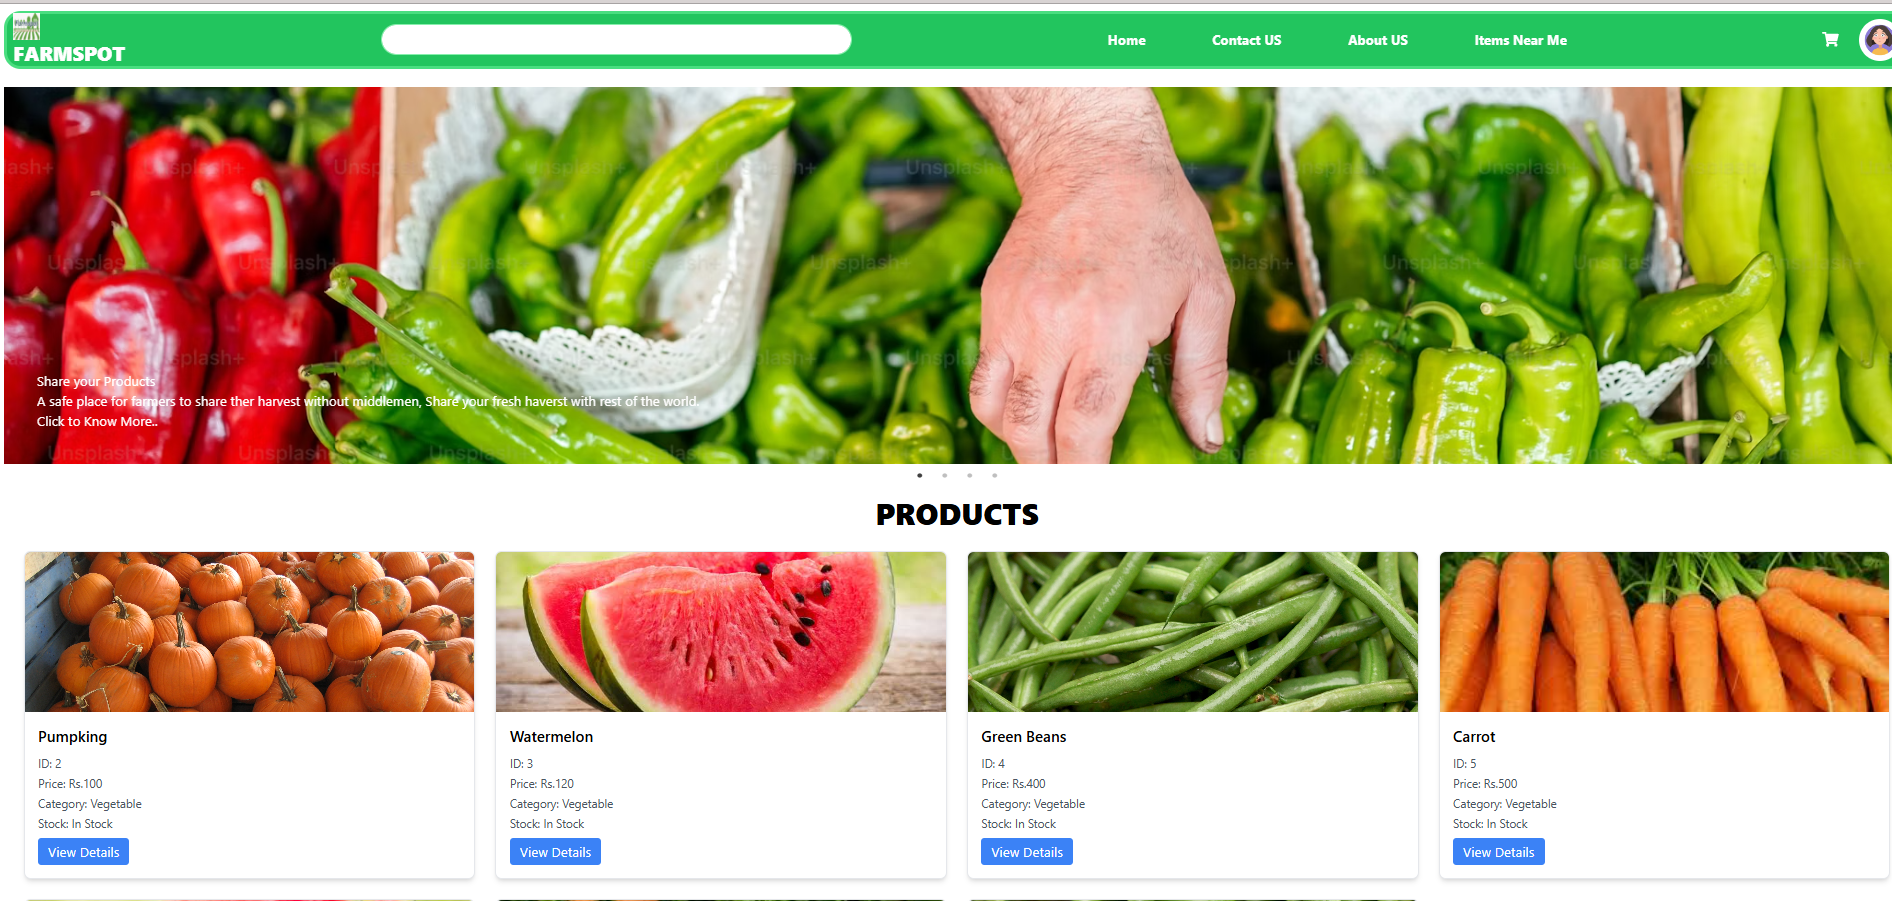 FARMSPOT
Home
Contact US
About US
Items Near Me
Unsplash+
Share your Products
A safe place for farmers to share ther harvest without middlemen, Share your fresh haverst with rest of the world.
Click to Know More..
PRODUCTS
Pumpking
ID: 2
Price: Rs.100
Category: Vegetable
Stock: In Stock
View Details
Watermelon
ID: 3
Price: Rs.120
Category: Vegetable
Stock: In Stock
View Details
Green Beans
ID: 4
Price: Rs.400
Category: Vegetable
Stock: In Stock
View Details
Carrot
ID: 5
Price: Rs.500
Category: Vegetable
Stock: In Stock
View Details